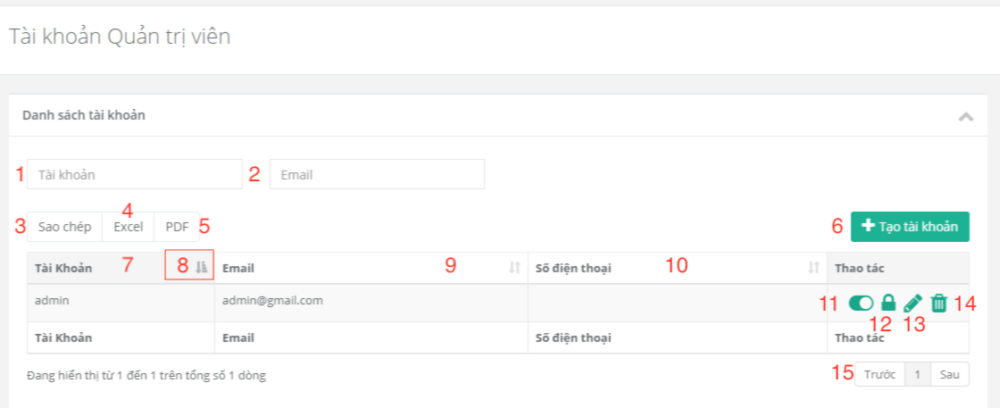 Tài khoản Quản trị viên
Danh sách tài khoản
1 Tài khoản 2 Email
4
3 Sao chép Excel PDF 5 6 Tạo tài khoản
Tài Khoản 7 8 Email 9 Số điện thoại 10 Thao tác
admin admin@gmail.com 11 14
12 13
Tài Khoản Email Số điện thoại Thao tác
Đang hiển thị từ 1 đến 1 trên tổng số 1 dòng 15 Trước 1 Sau